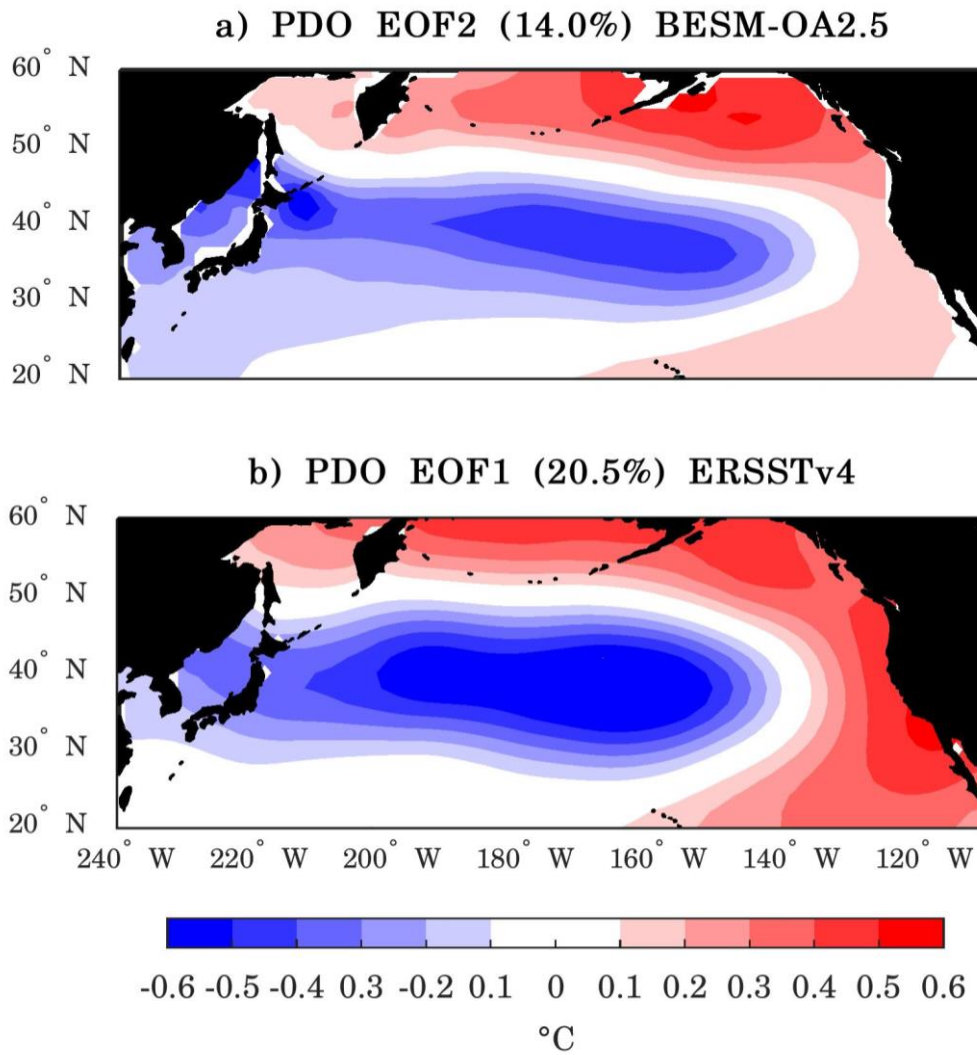 a) PDO EOF2 (14.0%) BESM-OA2.5
60° N
50° N
40° N
30° N
20° N
b) PDO EOF1 (20.5%) ERSSTv4
60° N
50° N
40° N
30° N
20° N
240° W 220° W 200° W 180° W 160° W 140° W 120° W
-0.6 -0.5 -0.4 0.3 -0.2 0.1 0 0.1 0.2 0.3 0.4 0.5 0.6
°C